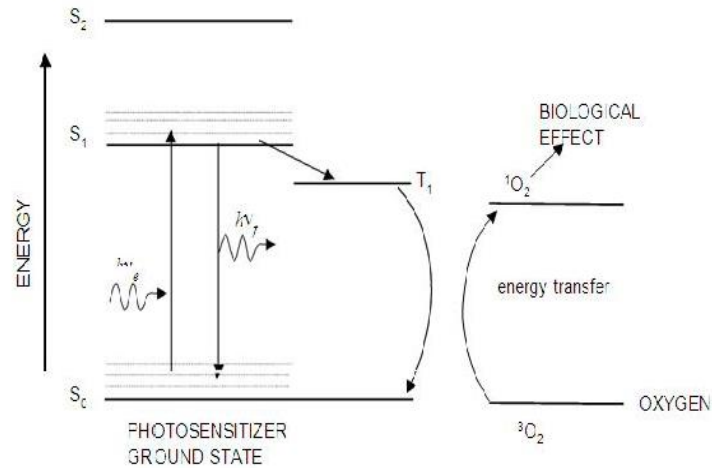 S2
BIOLOGICAL
EFFECT
S1
T1
1O2
ENERGY
hνf
energy transfer
S0
OXYGEN
3O2
PHOTOSENSITIZER
GROUND STATE